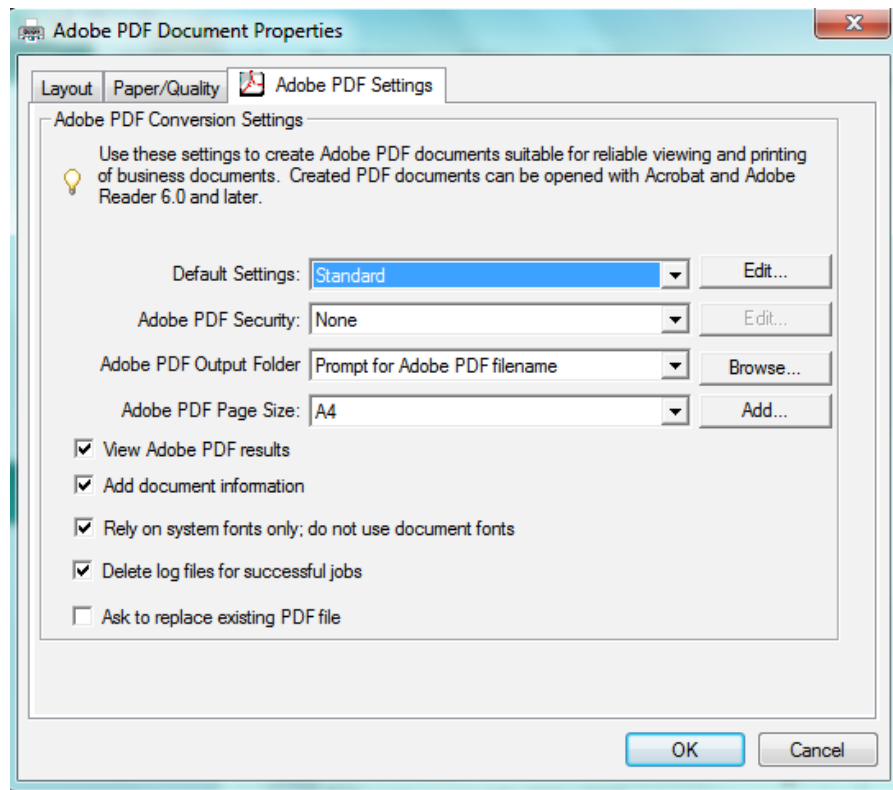 Adobe PDF Document Properties
Layout Paper/Quality Adobe PDF Settings
Adobe PDF Conversion Settings
Use these settings to create Adobe PDF documents suitable for reliable viewing and printing
of business documents. Created PDF documents can be opened with Acrobat and Adobe
Reader 6.0 and later.
Default Settings: Standard Edit...
Adobe PDF Security: None Edit...
Adobe PDF Output Folder Prompt for Adobe PDF filename Browse...
Adobe PDF Page Size: A4 Add...
View Adobe PDF results
Add document information
Rely on system fonts only; do not use document fonts
Delete log files for successful jobs
Ask to replace existing PDF file
OK Cancel